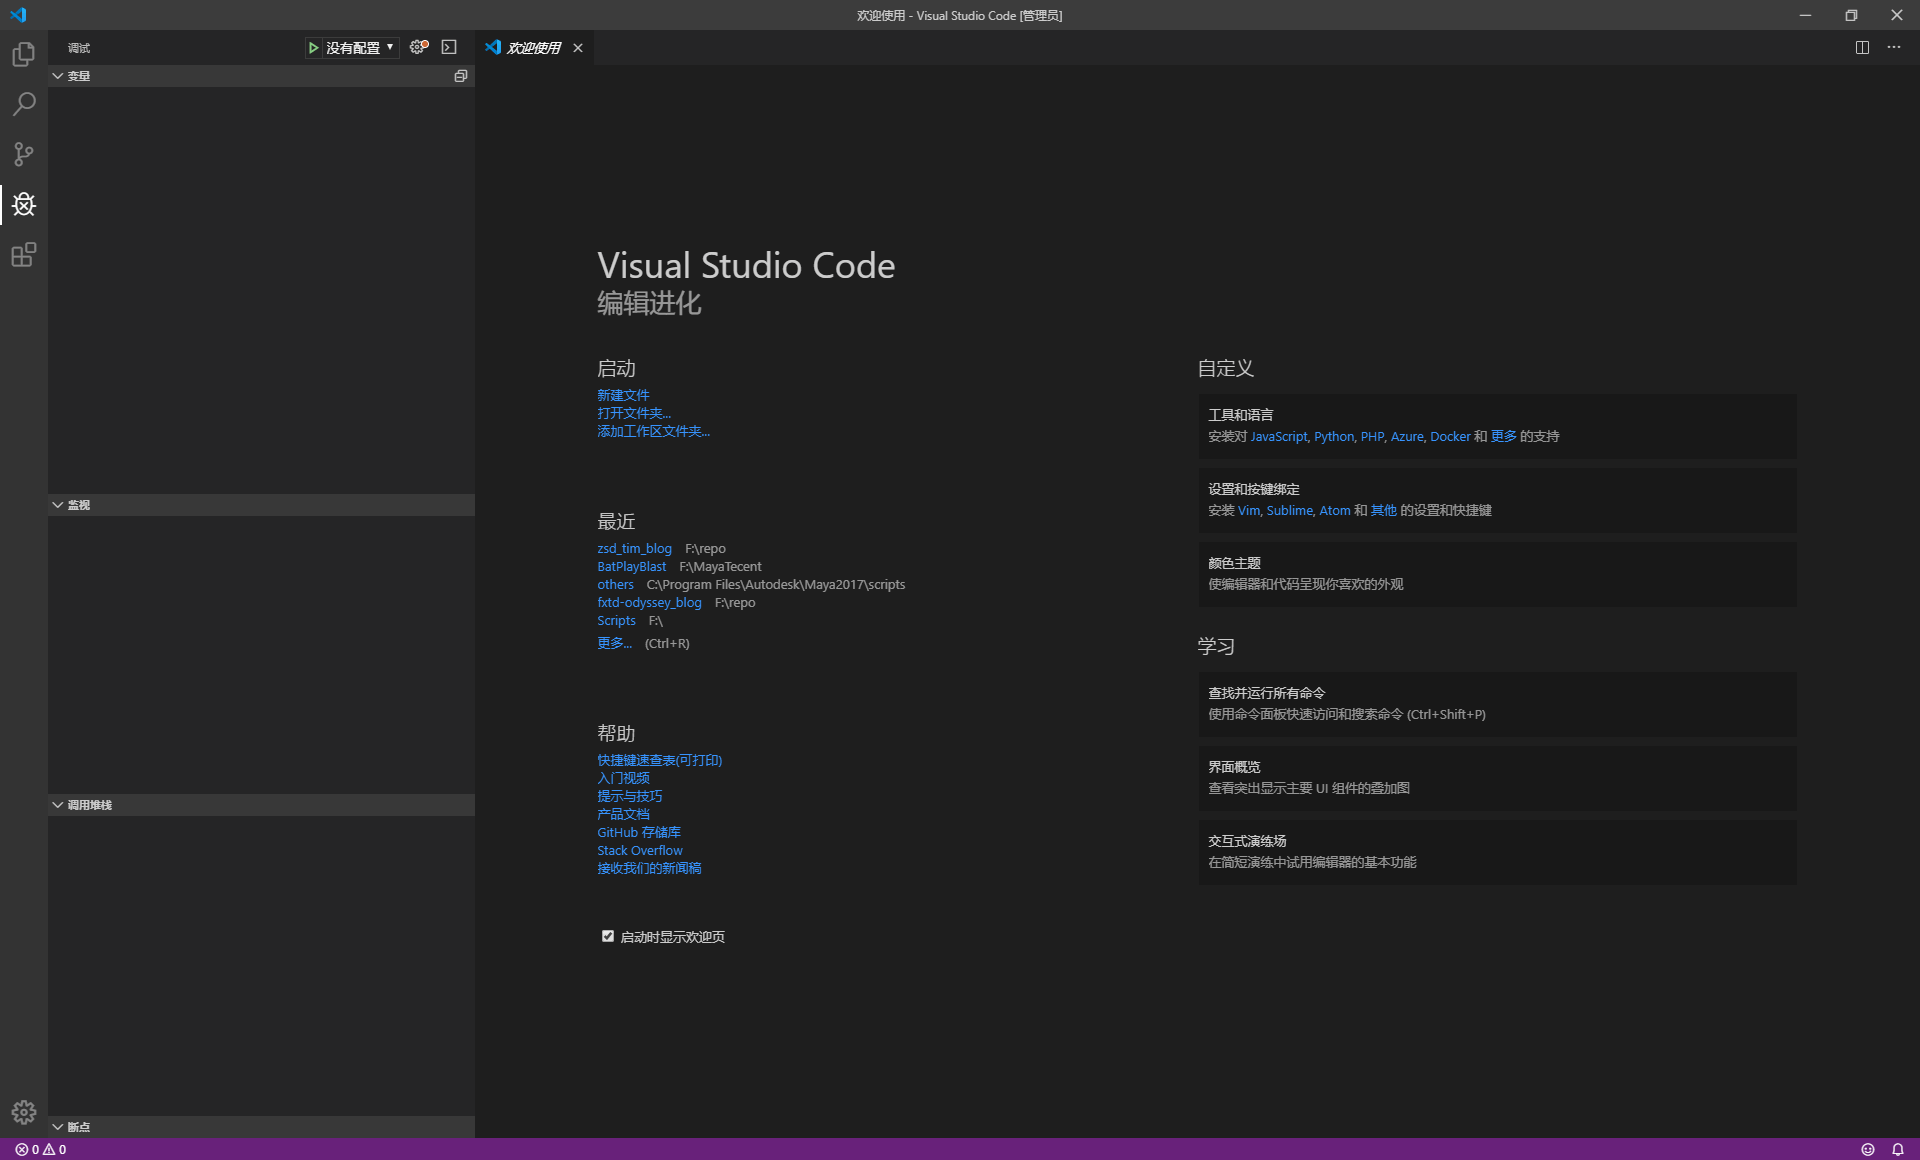 欢迎使用 - Visual Studio Code [管理员]
调试
没有配置
欢迎使用
变量
监视
调用堆栈
断点
Visual Studio Code
编辑进化
启动
新建文件
打开文件夹...
添加工作区文件夹...
最近
zsd_tim_blog F:\repo
BatPlayBlast F:\MayaTecent
others C:\Program Files\Autodesk\Maya2017\scripts
fxtd-odyssey_blog F:\repo
Scripts F:\
更多... (Ctrl+R)
帮助
快捷键速查表(可打印)
入门视频
提示与技巧
产品文档
GitHub 存储库
Stack Overflow
接收我们的新闻稿
启动时显示欢迎页
自定义
工具和语言
安装对 JavaScript, Python, PHP, Azure, Docker 和 更多 的支持
设置和按键绑定
安装 Vim, Sublime, Atom 和 其他 的设置和快捷键
颜色主题
使编辑器和代码呈现你喜欢的外观
学习
查找并运行所有命令
使用命令面板快速访问和搜索命令 (Ctrl+Shift+P)
界面概览
查看突出显示主要 UI 组件的叠加图
交互式演练场
在简短演练中试用编辑器的基本功能
0 0